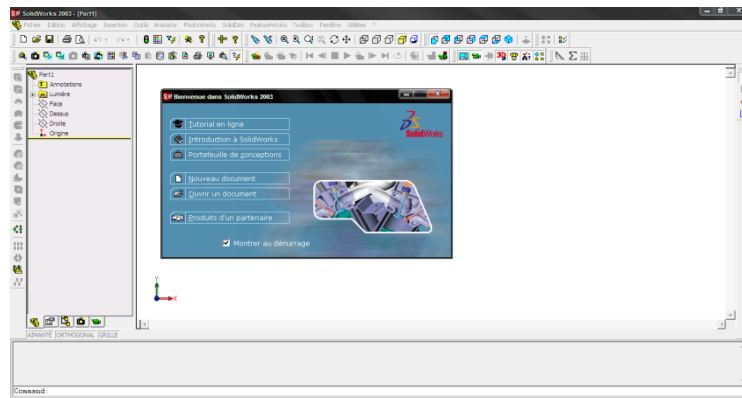 SolidWorks 2003 - [Part1]
Fichier Edition Affichage Insertion Outils Animator PhotoWorks SolidDim FeatureWorks Toolbox Fenêtre Utilities ?
Part1
Annotations
Lumière
Face
Dessus
Droite
Origine
Bienvenue dans SolidWorks 2003
Tutorial en ligne
Introduction à SolidWorks
Portefeuille de conceptions
Nouveau document
Ouvrir un document
Produits d'un partenaire
Montrer au démarrage
SolidWorks
Y
X
AIMANTE ORTHOGONAL GRILLE
Command: